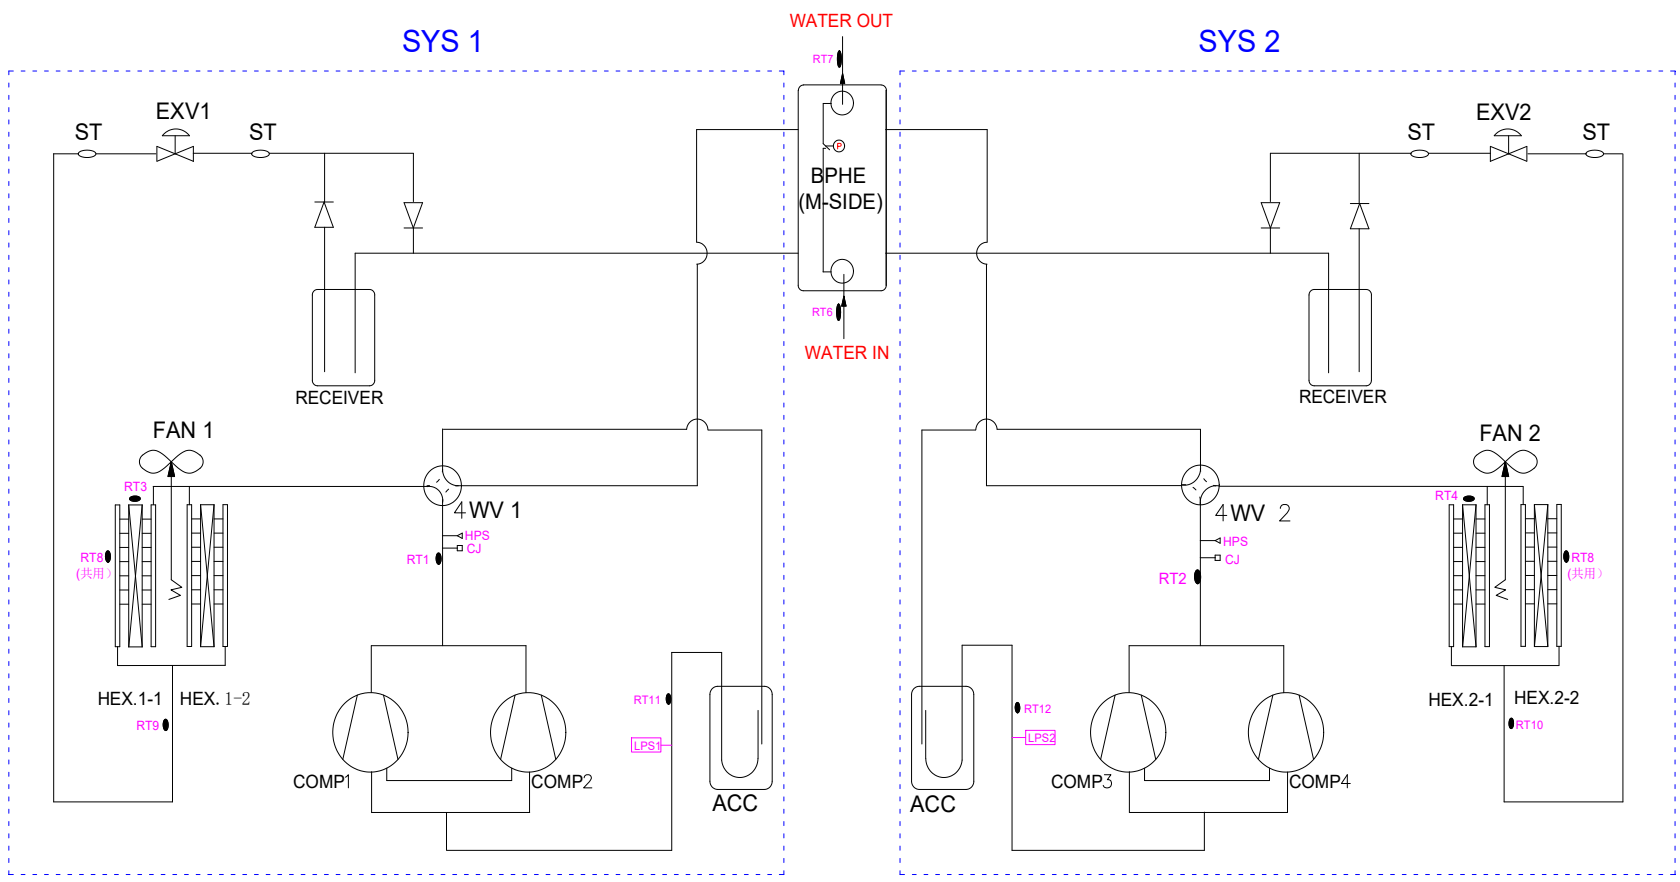 WATER OUT
SYS 1
SYS 2
RT7
EXV1
ST
ST
P
BPHE
(M-SIDE)
EXV2
ST
ST
RT6
WATER IN
RECEIVER
RECEIVER
FAN 1
FAN 2
RT3
RT4
4WV 1
4WV 2
HPS
CJ
RT1
HPS
CJ
RT2
RT8
(共用)
RT8
(共用)
HEX.1-1
HEX. 1-2
RT9
RT11
LPS1
RT12
LPS2
HEX.2-1
HEX.2-2
RT10
COMP1
COMP2
ACC
ACC
COMP3
COMP4